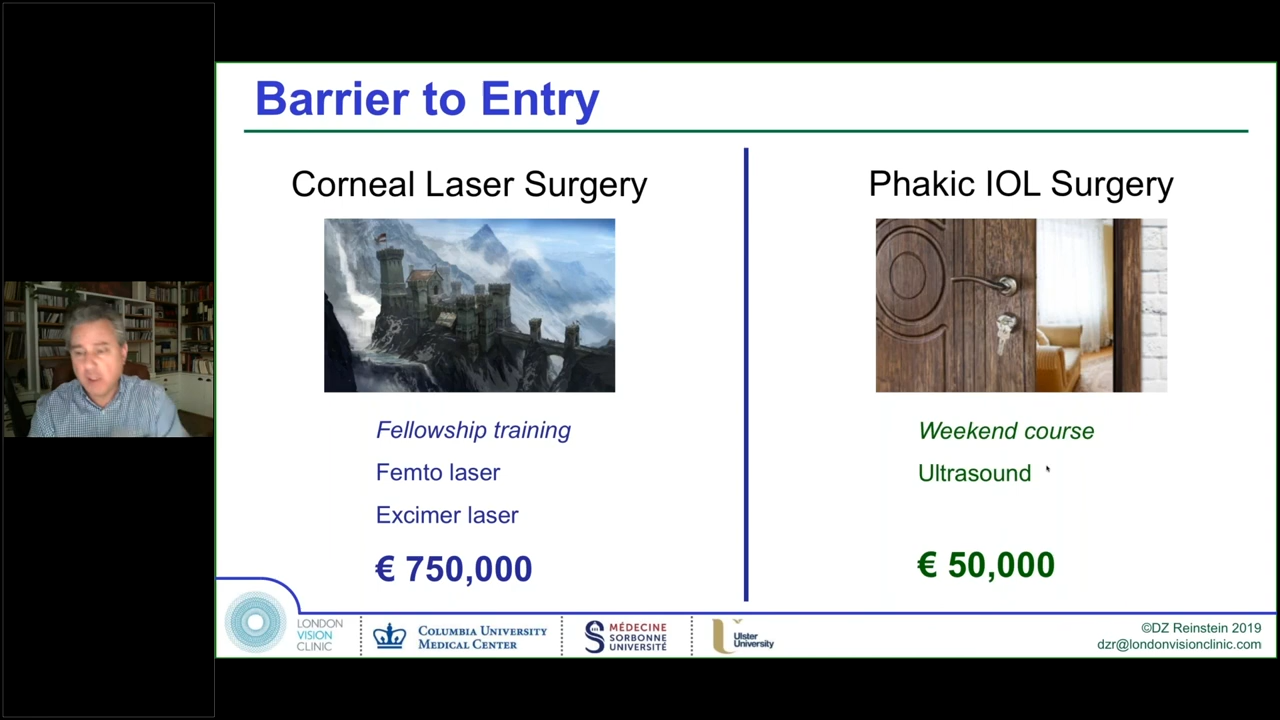 Barrier to Entry
Corneal Laser Surgery
Fellowship training
Femto laser
Excimer laser
€ 750,000
Phakic IOL Surgery
Weekend course
Ultrasound
€ 50,000
LONDON
VISION
CLINIC
COLUMBIA UNIVERSITY
MEDICAL CENTER
MÉDECINE
SORBONNE
UNIVERSITÉ
Ulster
University
©DZ Reinstein 2019
dzr@londonvisionclinic.com